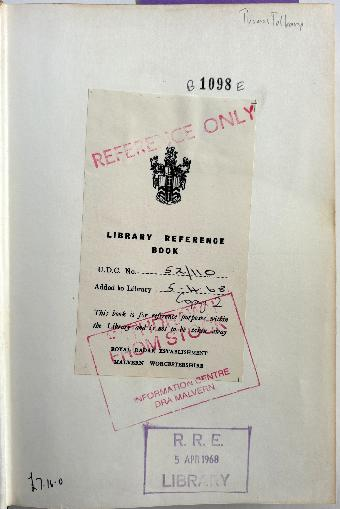 B 1098 E
REFERENCE ONLY
LIBRARY REFERENCE
BOOK
U.D.C. No. 52/110
Added to Library 5.4.68
Copy 2
This book is for reference purposes within
the Library and is not to be taken away
FROM STOCK
ROYAL RADAR ESTABLISHMENT
MALVERN WORCESTERSHIRE
INFORMATION CENTRE
DRA MALVERN
R. R. E.
5 APR 1968
LIBRARY
£7.16.0